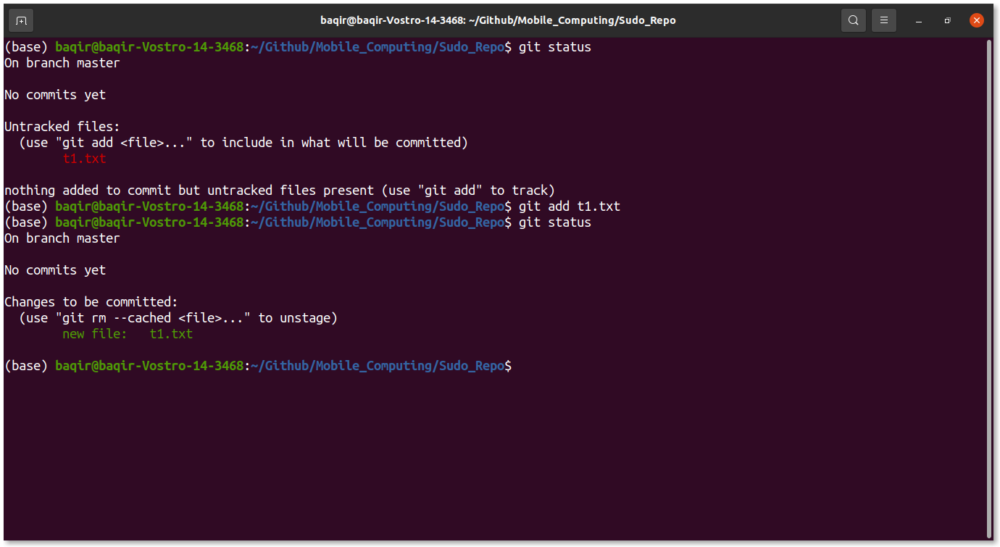 baqir@baqir-Vostro-14-3468: ~/Github/Mobile_Computing/Sudo_Repo
(base) baqir@baqir-Vostro-14-3468:~/Github/Mobile_Computing/Sudo_Repo$ git status
On branch master
No commits yet
Untracked files:
  (use "git add <file>..." to include in what will be committed)
        t1.txt
nothing added to commit but untracked files present (use "git add" to track)
(base) baqir@baqir-Vostro-14-3468:~/Github/Mobile_Computing/Sudo_Repo$ git add t1.txt
(base) baqir@baqir-Vostro-14-3468:~/Github/Mobile_Computing/Sudo_Repo$ git status
On branch master
No commits yet
Changes to be committed:
  (use "git rm --cached <file>..." to unstage)
        new file:   t1.txt
(base) baqir@baqir-Vostro-14-3468:~/Github/Mobile_Computing/Sudo_Repo$